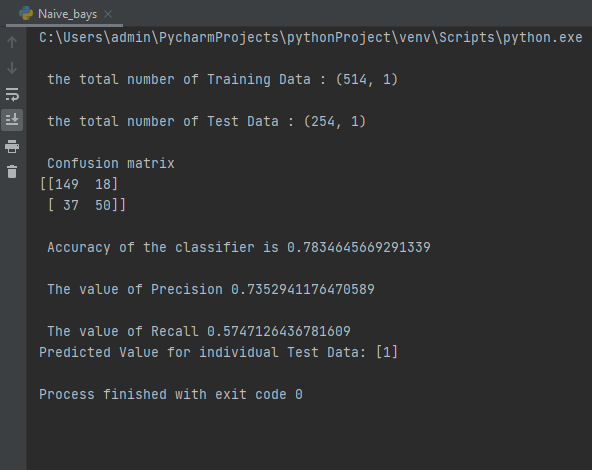 Naive_bays
C:\Users\admin\PycharmProjects\pythonProject\venv\Scripts\python.exe
the total number of Training Data : (514, 1)
the total number of Test Data : (254, 1)
Confusion matrix
[[149  18]
 [ 37  50]]
Accuracy of the classifier is 0.7834645669291339
The value of Precision 0.7352941176470589
The value of Recall 0.5747126436781609
Predicted Value for individual Test Data: [1]
Process finished with exit code 0